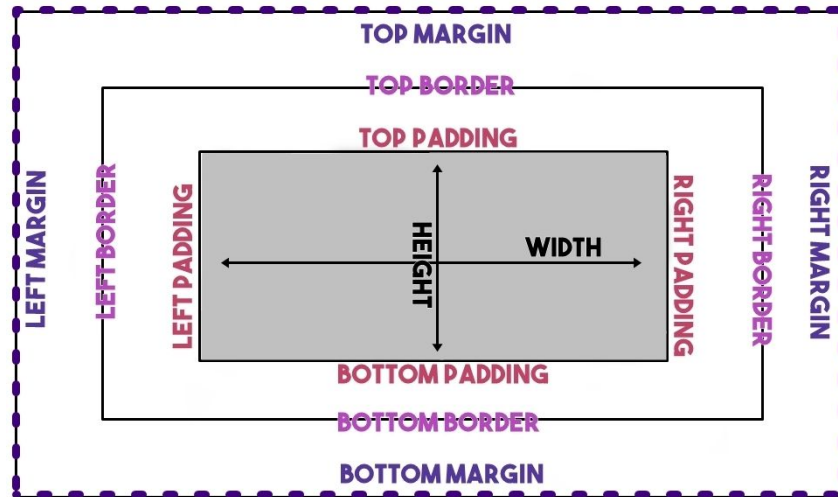 TOP MARGIN
TOP BORDER
TOP PADDING
LEFT MARGIN
LEFT BORDER
LEFT PADDING
HEIGHT
WIDTH
RIGHT PADDING
RIGHT BORDER
RIGHT MARGIN
BOTTOM PADDING
BOTTOM BORDER
BOTTOM MARGIN